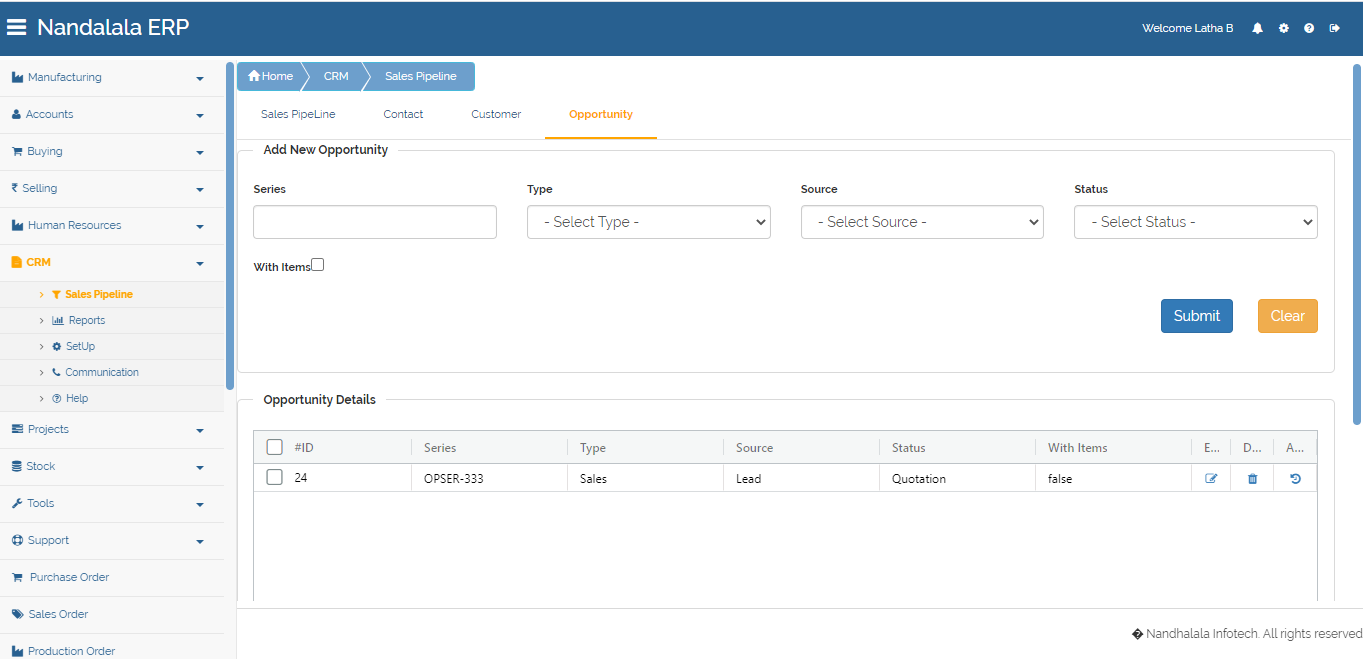 Nandalala ERP
Welcome Latha B
Manufacturing
Accounts
Buying
₹ Selling
Human Resources
CRM
Sales Pipeline
Reports
SetUp
Communication
Help
Projects
Stock
Tools
Support
Purchase Order
Sales Order
Production Order
Home CRM Sales Pipeline
Sales PipeLine Contact Customer Opportunity
Add New Opportunity
Series Type Source Status
- Select Type - - Select Source - - Select Status -
With Items
Submit Clear
Opportunity Details
#ID Series Type Source Status With Items E... D... A...
24 OPSER-333 Sales Lead Quotation false
� Nandhalala Infotech. All rights reserved